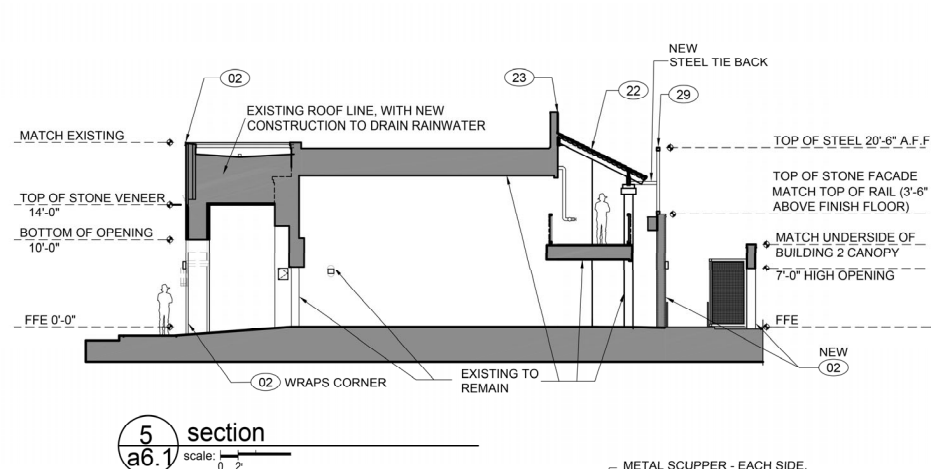 NEW
STEEL TIE BACK
02
23
22
29
EXISTING ROOF LINE, WITH NEW
CONSTRUCTION TO DRAIN RAINWATER
MATCH EXISTING
TOP OF STEEL 20'-6" A.F.F
TOP OF STONE FACADE
MATCH TOP OF RAIL (3'-6"
ABOVE FINISH FLOOR)
TOP OF STONE VENEER
14'-0"
BOTTOM OF OPENING
10'-0"
MATCH UNDERSIDE OF
BUILDING 2 CANOPY
7'-0" HIGH OPENING
FFE 0'-0"
FFE
NEW
02
02 WRAPS CORNER
EXISTING TO
REMAIN
5
a6.1
section
scale:
0 2'
METAL SCUPPER - EACH SIDE.